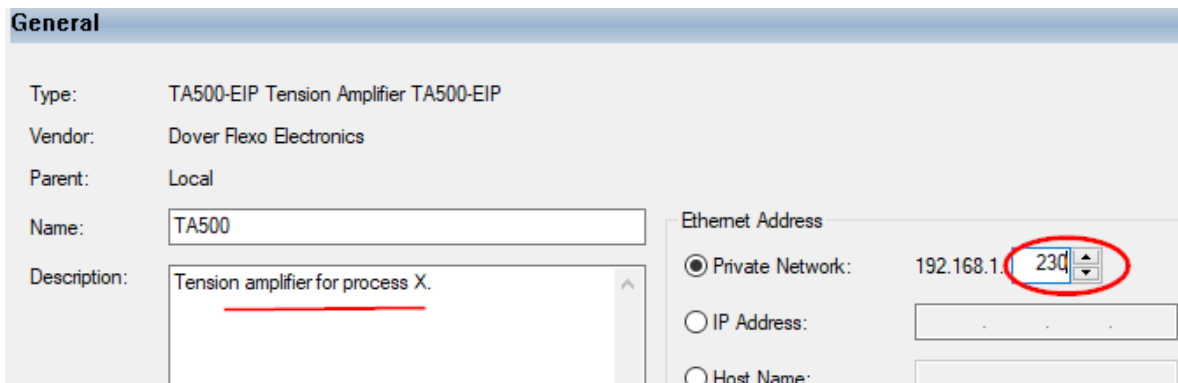 General
Type: TA500-EIP Tension Amplifier TA500-EIP
Vendor: Dover Flexo Electronics
Parent: Local
Name: TA500
Description: Tension amplifier for process X.
Ethernet Address
Private Network: 192.168.1. 230
IP Address: . . .
Host Name: